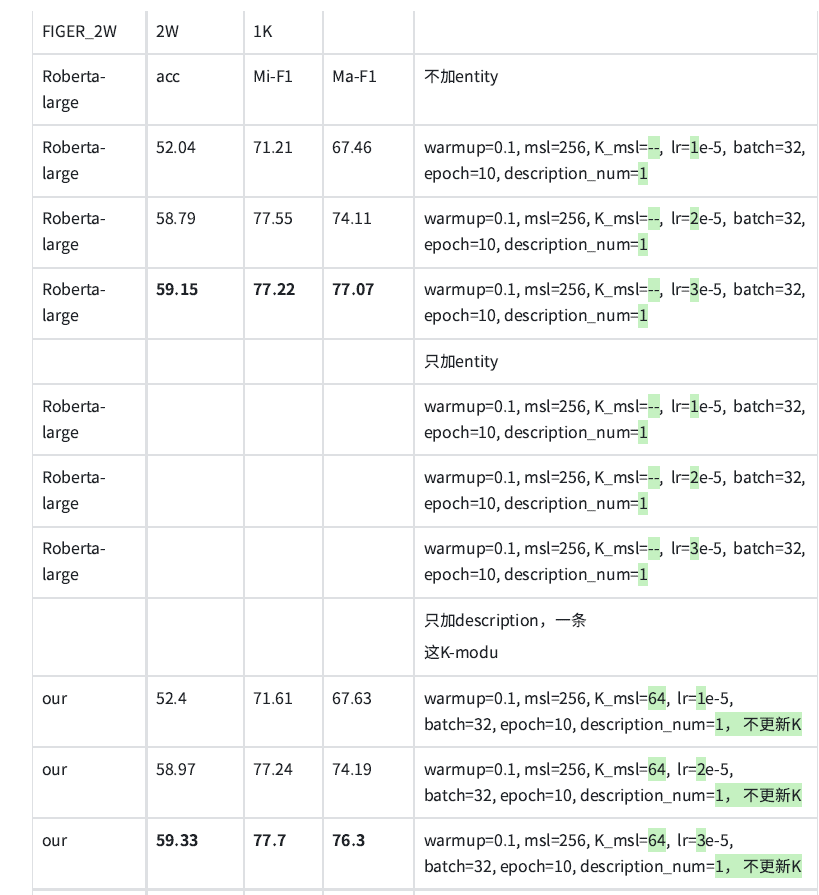 FIGER_2W 2W 1K
Roberta- acc Mi-F1 Ma-F1 不加entity
large
Roberta- 52.04 71.21 67.46 warmup=0.1, msl=256, K_msl=--, lr=1e-5, batch=32,
large epoch=10, description_num=1
Roberta- 58.79 77.55 74.11 warmup=0.1, msl=256, K_msl=--, lr=2e-5, batch=32,
large epoch=10, description_num=1
Roberta- 59.15 77.22 77.07 warmup=0.1, msl=256, K_msl=--, lr=3e-5, batch=32,
large epoch=10, description_num=1
只加entity
Roberta- warmup=0.1, msl=256, K_msl=--, lr=1e-5, batch=32,
large epoch=10, description_num=1
Roberta- warmup=0.1, msl=256, K_msl=--, lr=2e-5, batch=32,
large epoch=10, description_num=1
Roberta- warmup=0.1, msl=256, K_msl=--, lr=3e-5, batch=32,
large epoch=10, description_num=1
只加description，一条
这K-modu
our 52.4 71.61 67.63 warmup=0.1, msl=256, K_msl=64, lr=1e-5,
batch=32, epoch=10, description_num=1， 不更新K
our 58.97 77.24 74.19 warmup=0.1, msl=256, K_msl=64, lr=2e-5,
batch=32, epoch=10, description_num=1， 不更新K
our 59.33 77.7 76.3 warmup=0.1, msl=256, K_msl=64, lr=3e-5,
batch=32, epoch=10, description_num=1， 不更新K